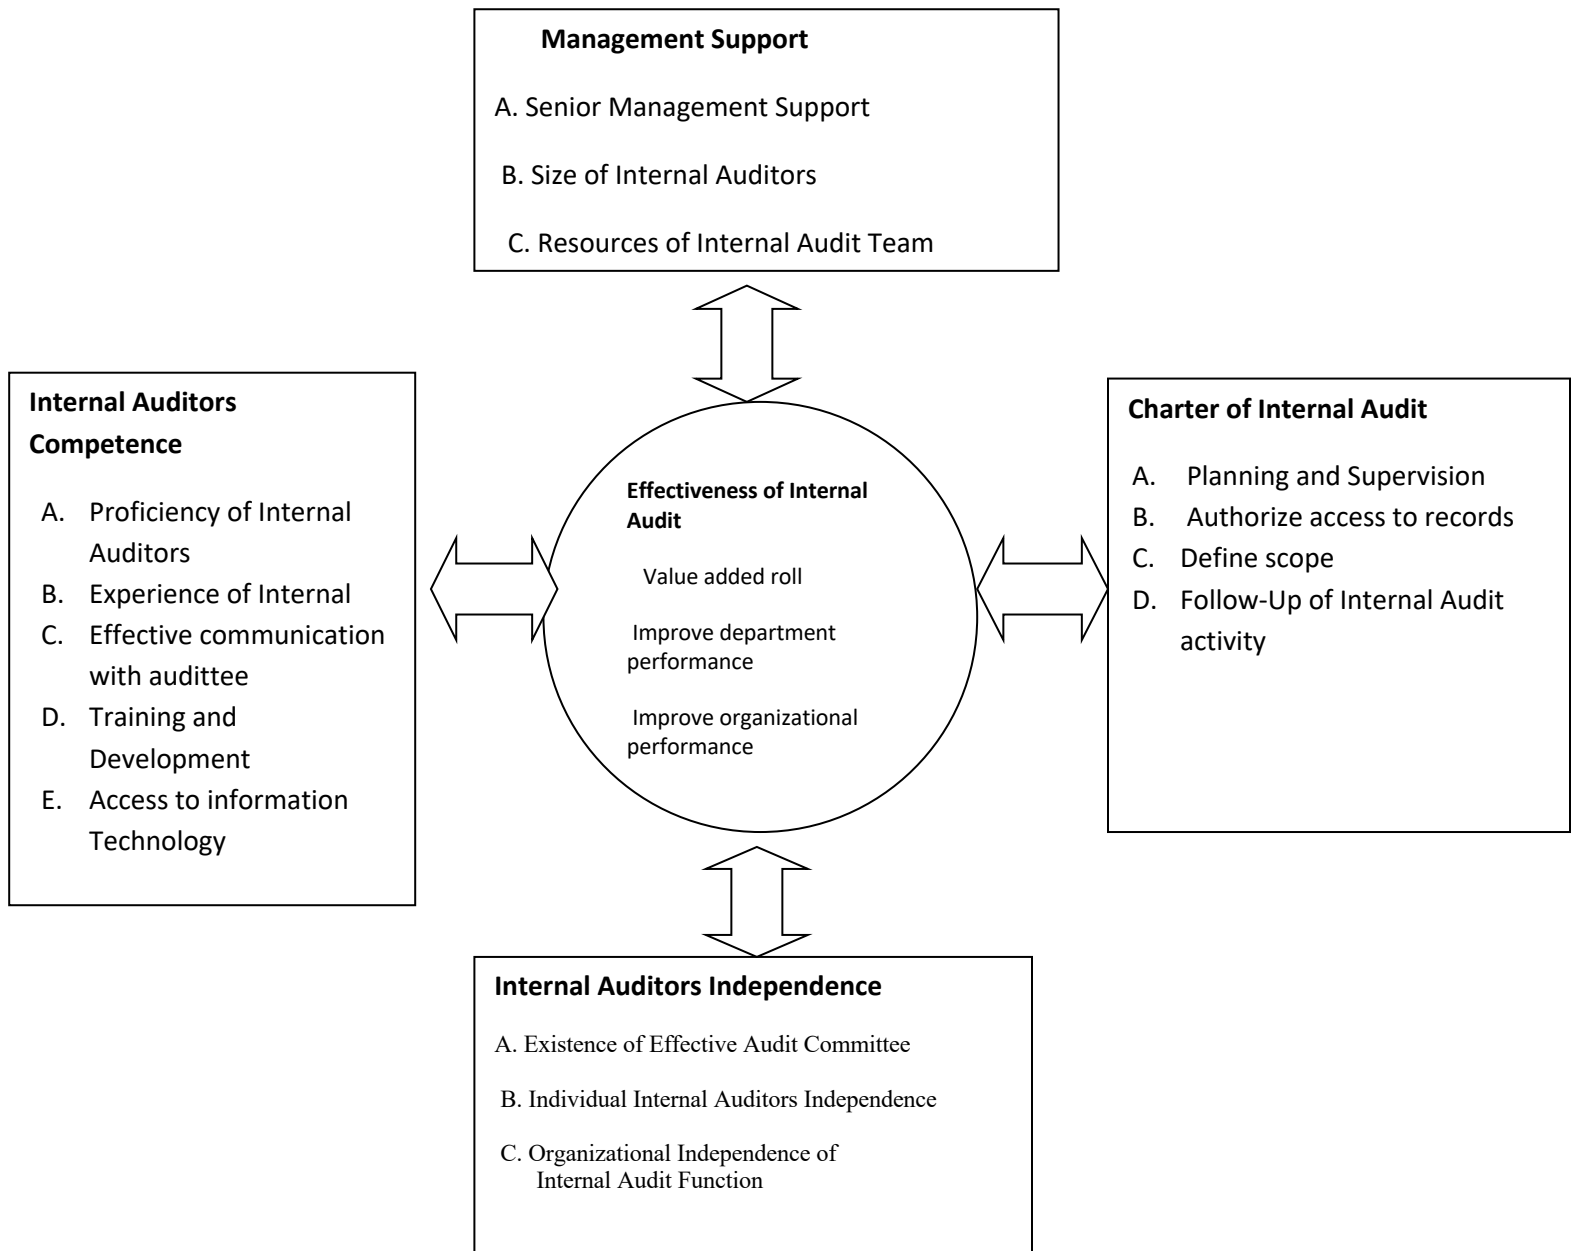 Management Support
A. Senior Management Support
B. Size of Internal Auditors
C. Resources of Internal Audit Team
Internal Auditors
Competence
A. Proficiency of Internal
Auditors
B. Experience of Internal
C. Effective communication
with audittee
D. Training and
Development
E. Access to information
Technology
Effectiveness of Internal
Audit
Value added roll
Improve department
performance
Improve organizational
performance
Charter of Internal Audit
A. Planning and Supervision
B. Authorize access to records
C. Define scope
D. Follow-Up of Internal Audit
activity
Internal Auditors Independence
A. Existence of Effective Audit Committee
B. Individual Internal Auditors Independence
C. Organizational Independence of
Internal Audit Function